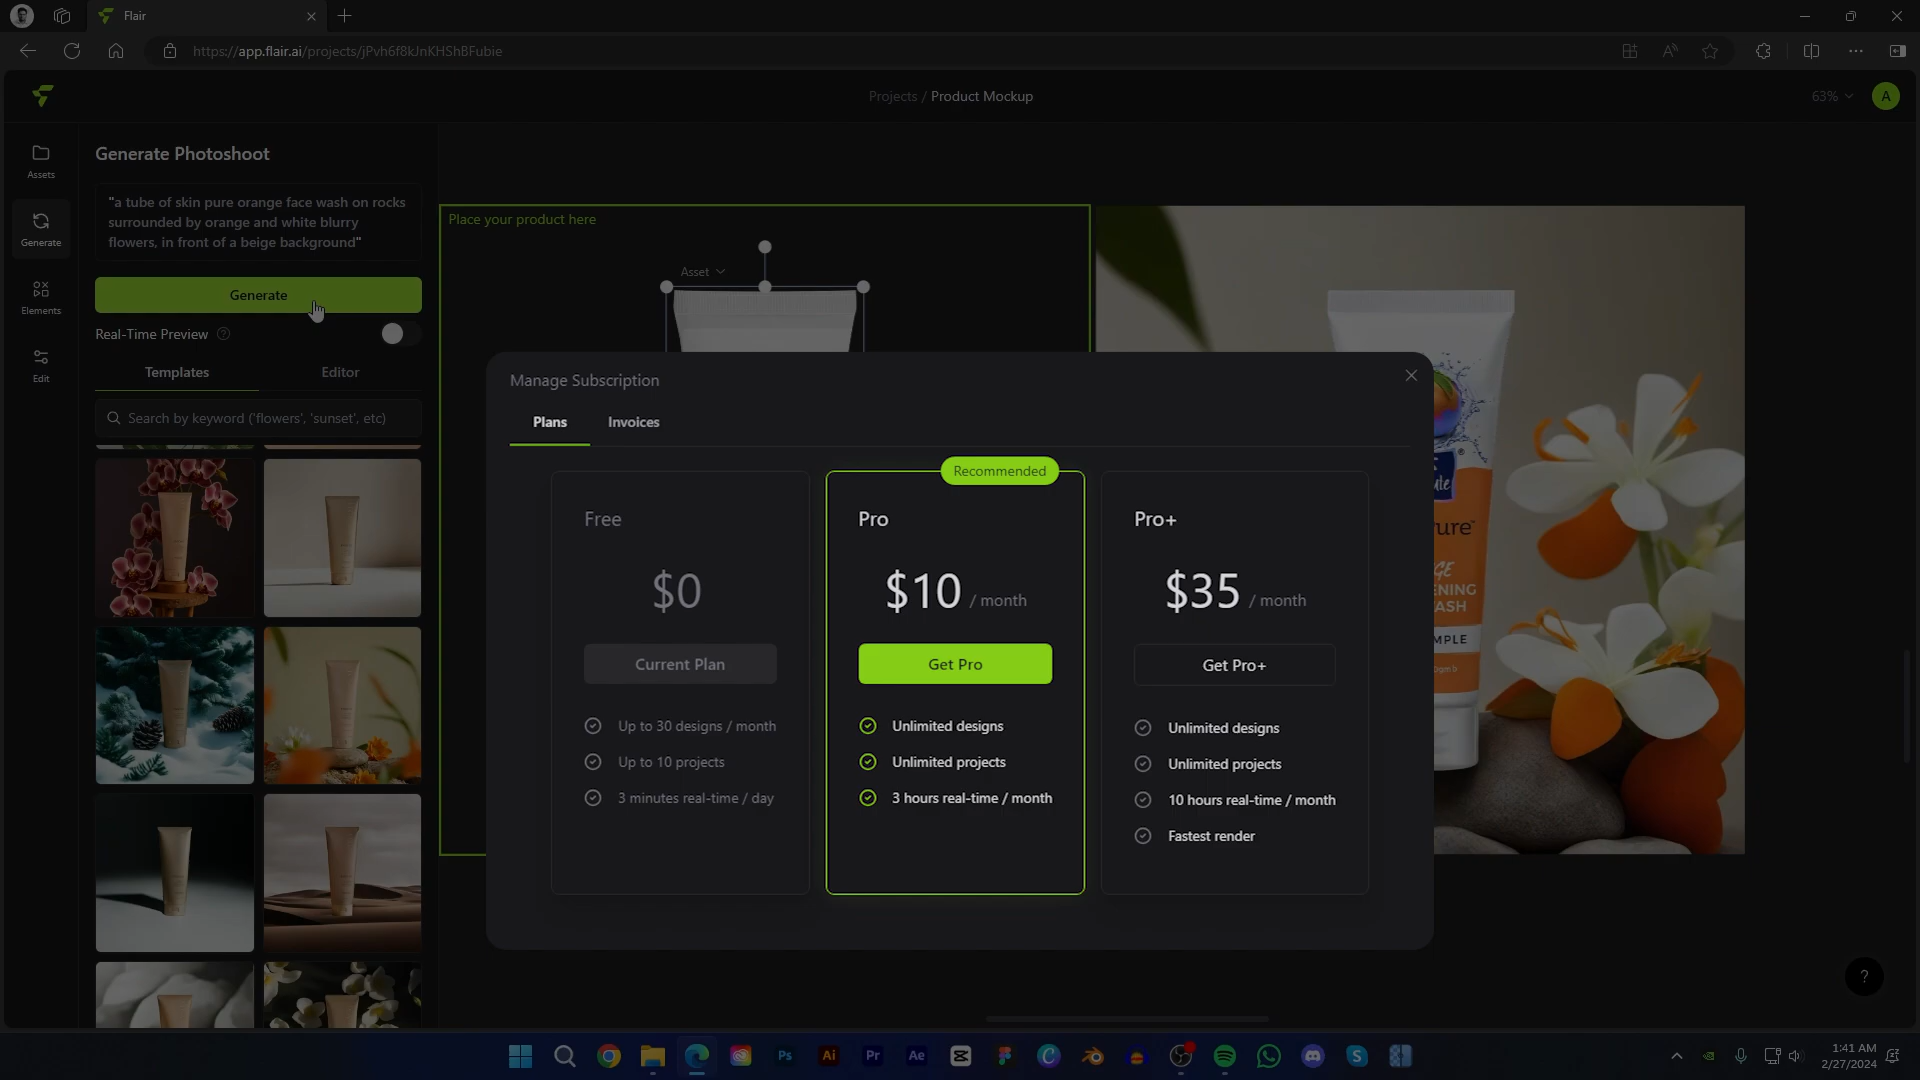 Flair
https://app.flair.ai/projects/jPvh6f8kJnKHShBFubie
Projects / Product Mockup
63%
A
Assets
Generate
Elements
Edit
Generate Photoshoot
"a tube of skin pure orange face wash on rocks
surrounded by orange and white blurry
flowers, in front of a beige background"
Generate
Real-Time Preview
?
Templates
Editor
Search by keyword ('flowers', 'sunset', etc)
Place your product here
Asset
Manage Subscription
Plans
Invoices
Free
$0
Current Plan
Up to 30 designs / month
Up to 10 projects
3 minutes real-time / day
Recommended
Pro
$10 / month
Get Pro
Unlimited designs
Unlimited projects
3 hours real-time / month
Pro+
$35 / month
Get Pro+
Unlimited designs
Unlimited projects
10 hours real-time / month
Fastest render
?
Ps
Ai
Pr
Ae
1:41 AM
2/27/2024